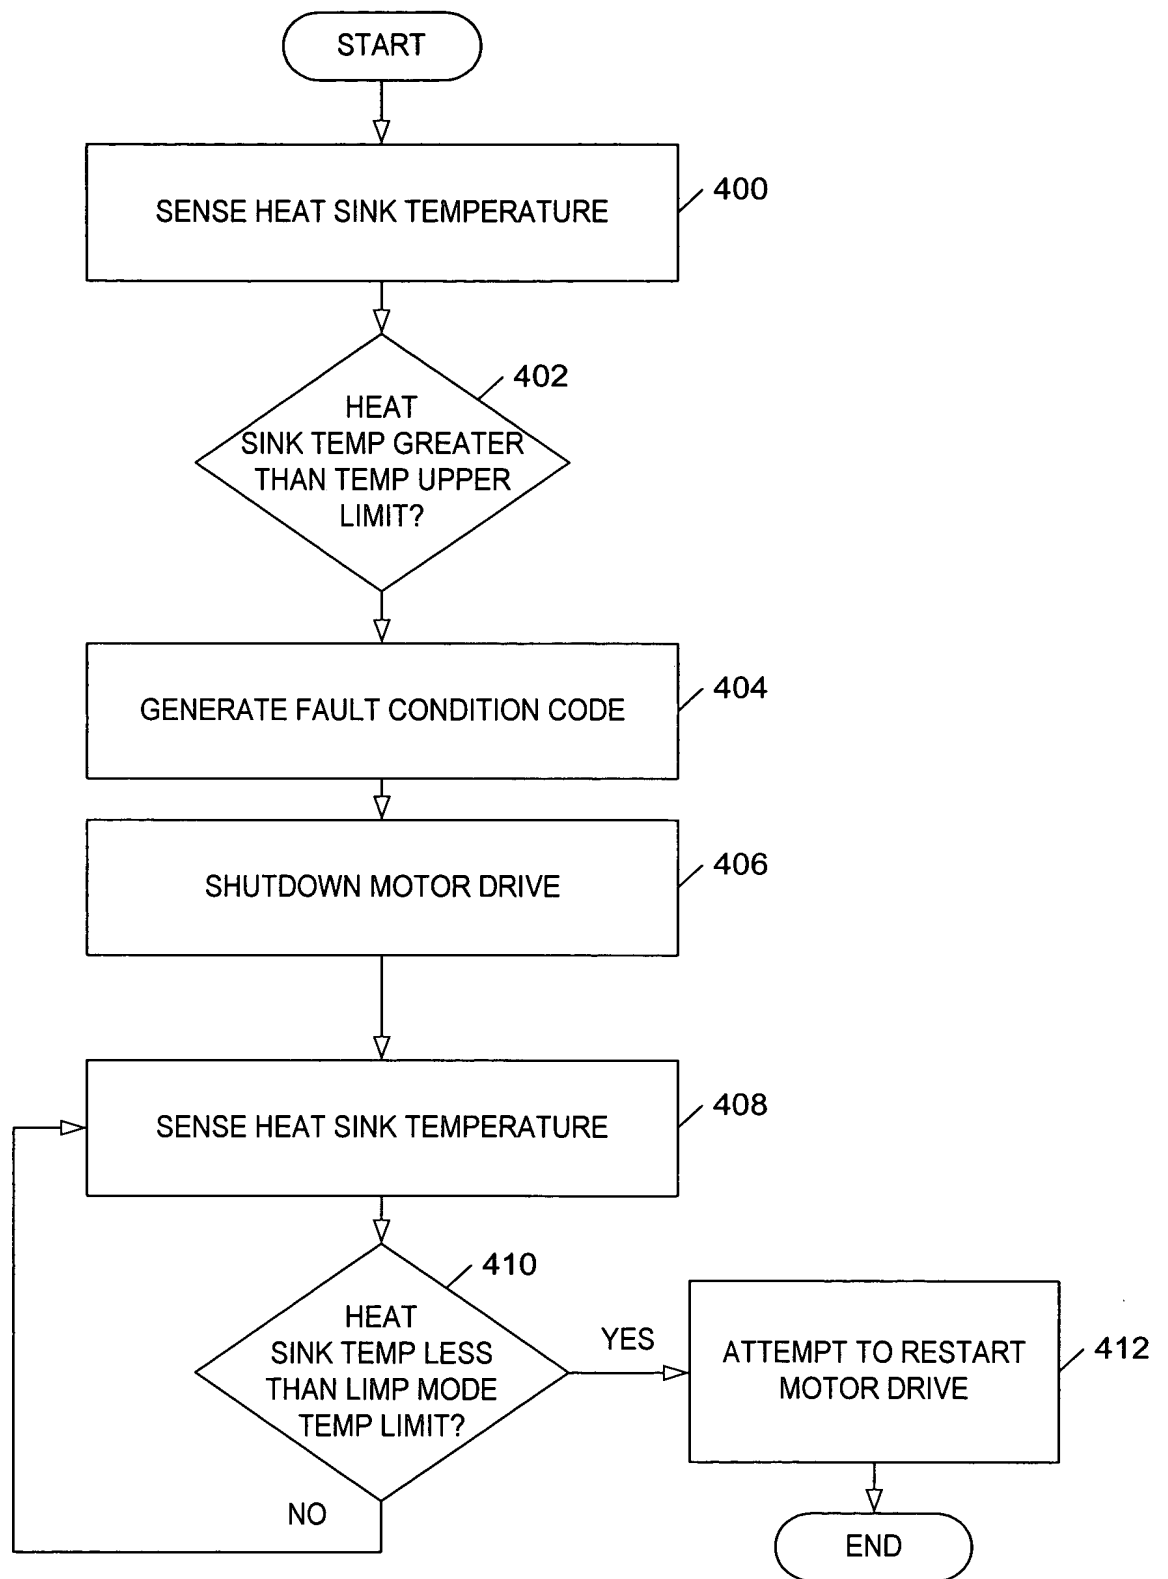 START
SENSE HEAT SINK TEMPERATURE
400
402
HEAT
SINK TEMP GREATER
THAN TEMP UPPER
LIMIT?
GENERATE FAULT CONDITION CODE
404
SHUTDOWN MOTOR DRIVE
406
SENSE HEAT SINK TEMPERATURE
408
410
HEAT
SINK TEMP LESS
THAN LIMP MODE
TEMP LIMIT?
YES
ATTEMPT TO RESTART
MOTOR DRIVE
412
NO
END